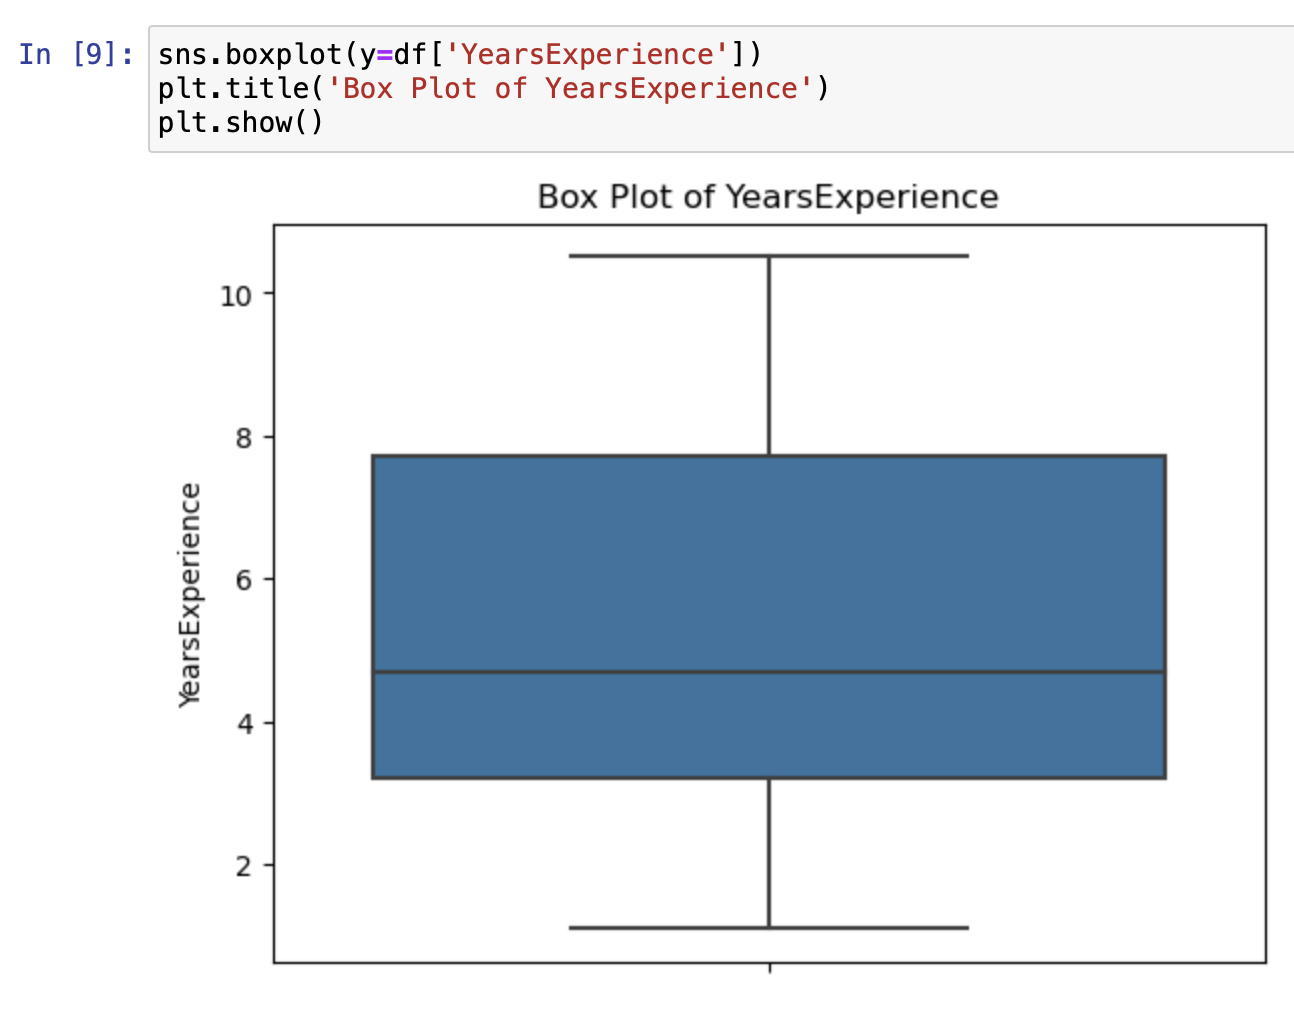 In [9]: sns.boxplot(y=df['YearsExperience'])
plt.title('Box Plot of YearsExperience')
plt.show()
Box Plot of YearsExperience
10
8
6
4
2
YearsExperience